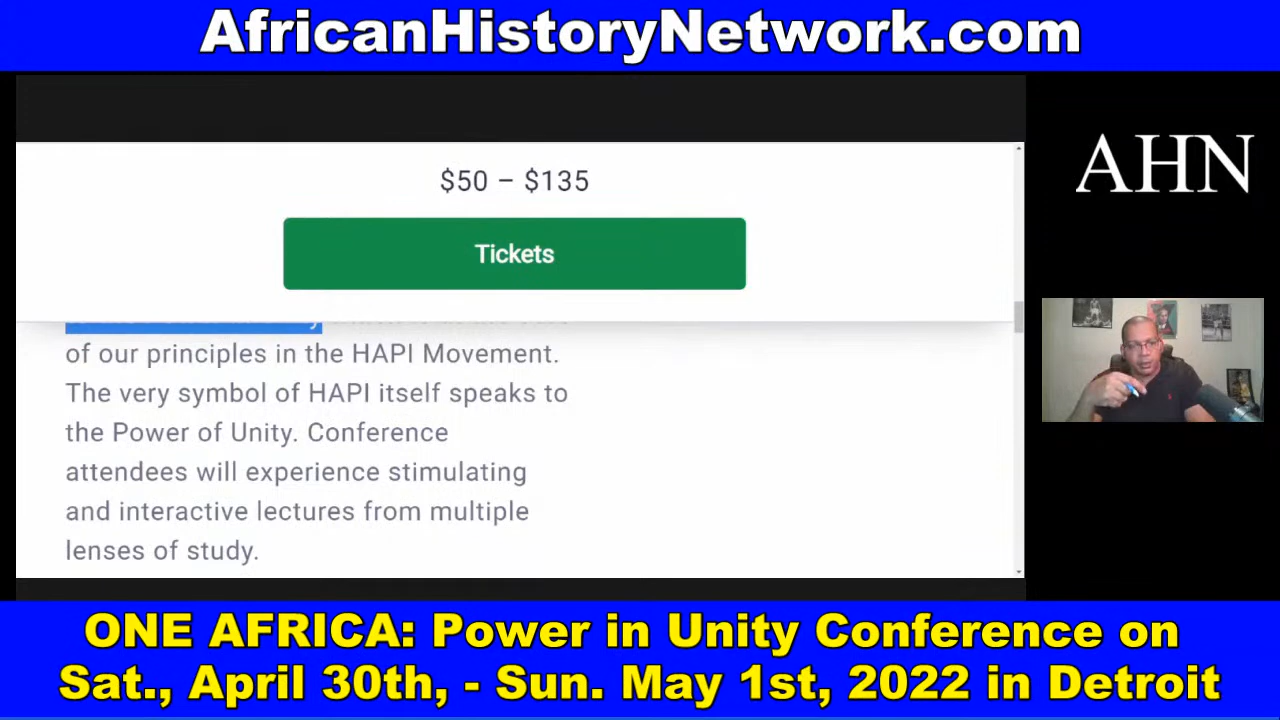 AfricanHistoryNetwork.com
AHN
$50 – $135
Tickets
of our principles in the HAPI Movement.
The very symbol of HAPI itself speaks to
the Power of Unity. Conference
attendees will experience stimulating
and interactive lectures from multiple
lenses of study.
ONE AFRICA: Power in Unity Conference on
Sat., April 30th, - Sun. May 1st, 2022 in Detroit